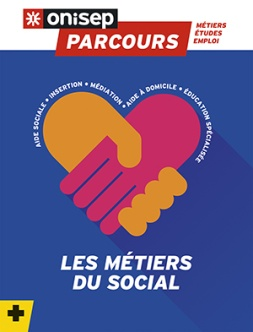 onisep
PARCOURS
MÉTIERS
ÉTUDES
EMPLOI
AIDE SOCIALE • INSERTION • MÉDIATION • AIDE À DOMICILE • ÉDUCATION SPÉCIALISÉE
LES MÉTIERS
DU SOCIAL